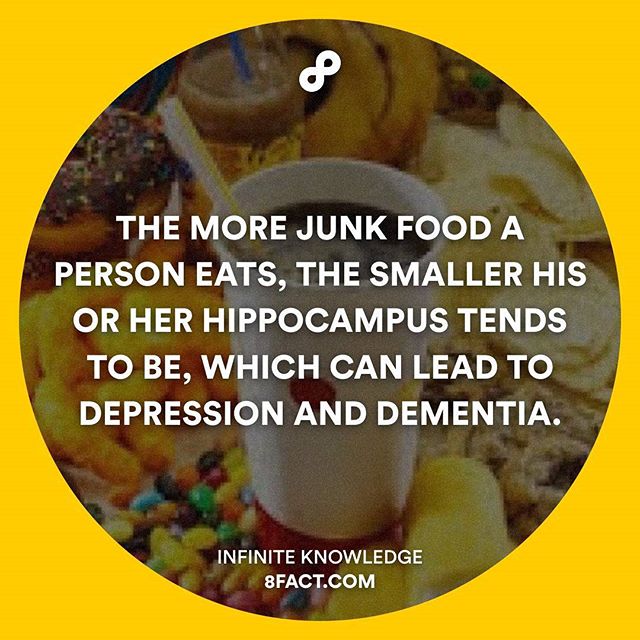 THE MORE JUNK FOOD A
PERSON EATS, THE SMALLER HIS
OR HER HIPPOCAMPUS TENDS
TO BE, WHICH CAN LEAD TO
DEPRESSION AND DEMENTIA.
INFINITE KNOWLEDGE
8FACT.COM